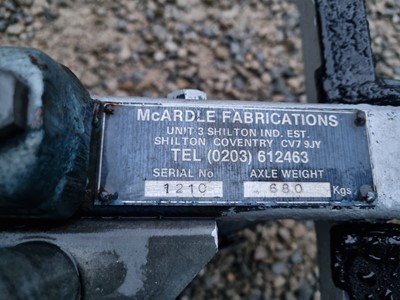 McARDLE FABRICATIONS
UNIT 3 SHILTON IND. EST.
SHILTON COVENTRY CV7 9JY
TEL (0203) 612463
SERIAL No AXLE WEIGHT
1210 680 Kgs